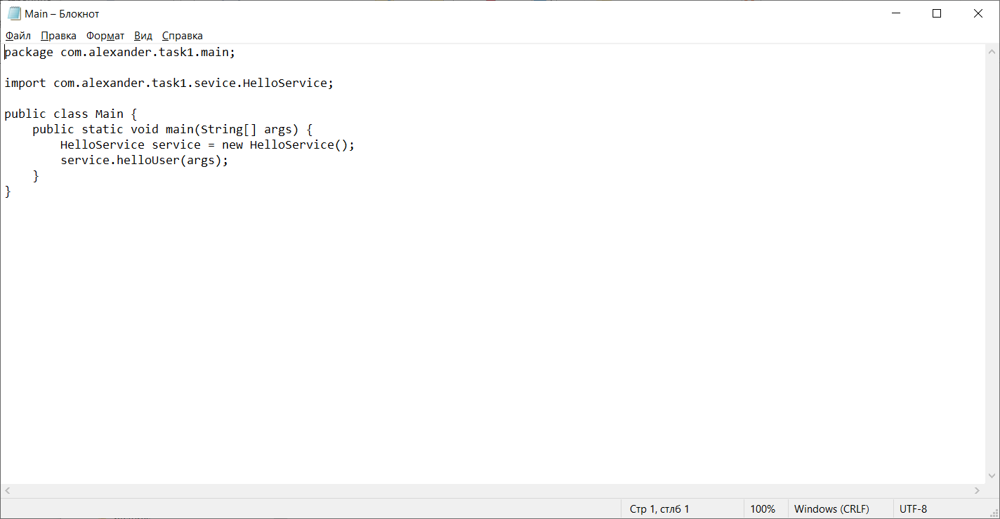 Main – Блокнот
Файл Правка Формат Вид Справка
package com.alexander.task1.main;
import com.alexander.task1.sevice.HelloService;
public class Main {
    public static void main(String[] args) {
        HelloService service = new HelloService();
        service.helloUser(args);
    }
}
Стр 1, стлб 1 100% Windows (CRLF) UTF-8